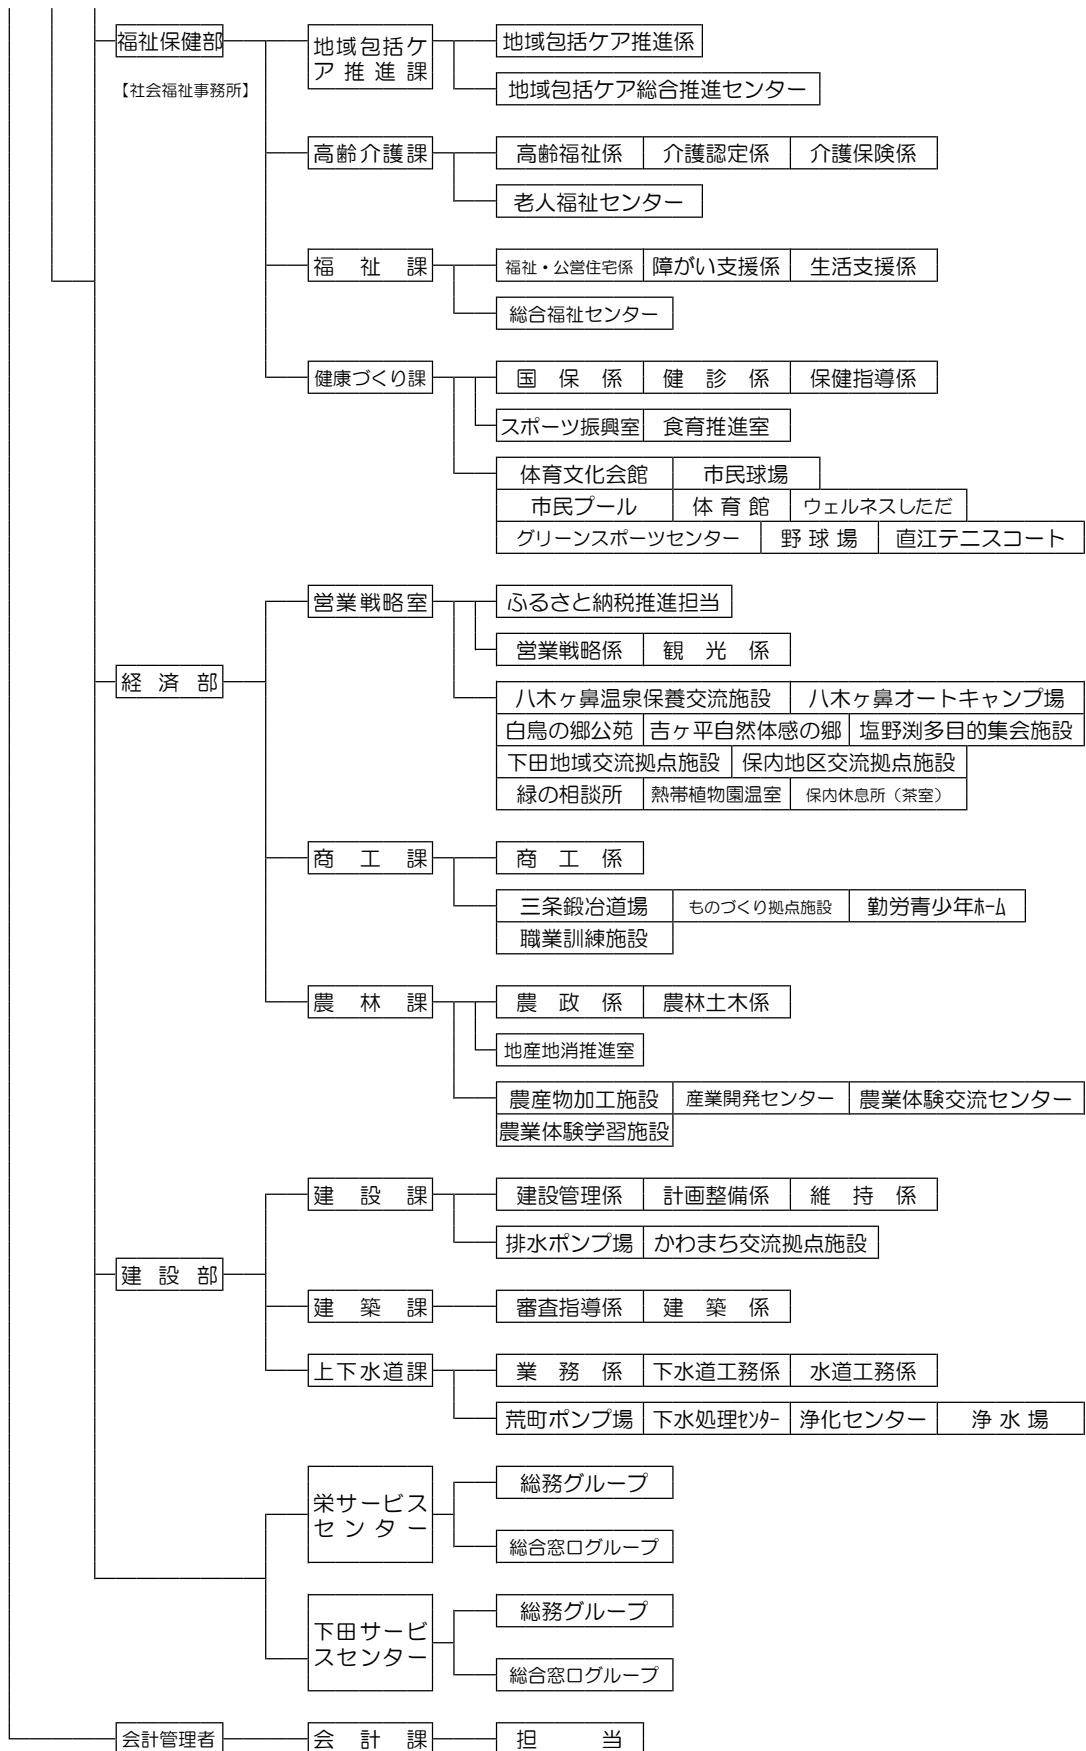 福祉保健部
【社会福祉事務所】
地域包括ケ
ア推進課
地域包括ケア推進係
地域包括ケア総合推進センター
高齢介護課
高齢福祉係 介護認定係 介護保険係
老人福祉センター
福祉課
福祉・公営住宅係 障がい支援係 生活支援係
総合福祉センター
健康づくり課
国保係 健診係 保健指導係
スポーツ振興室 食育推進室
体育文化会館 市民球場
市民プール 体育館 ウェルネスしただ
グリーンスポーツセンター 野球場 直江テニスコート
経済部
営業戦略室
ふるさと納税推進担当
営業戦略係 観光係
八木ヶ鼻温泉保養交流施設 八木ヶ鼻オートキャンプ場
白鳥の郷公苑 吉ヶ平自然体感の郷 塩野渕多目的集会施設
下田地域交流拠点施設 保内地区交流拠点施設
緑の相談所 熱帯植物園温室 保内休息所（茶室）
商工課
商工係
三条鍛冶道場 ものづくり拠点施設 勤労青少年ﾎｰﾑ
職業訓練施設
農林課
農政係 農林土木係
地産地消推進室
農産物加工施設 産業開発センター 農業体験交流センター
農業体験学習施設
建設部
建設課
建設管理係 計画整備係 維持係
排水ポンプ場 かわまち交流拠点施設
建築課
審査指導係 建築係
上下水道課
業務係 下水道工務係 水道工務係
荒町ポンプ場 下水処理ｾﾝﾀｰ 浄化センター 浄水場
栄サービス
センター
総務グループ
総合窓口グループ
下田サービ
スセンター
総務グループ
総合窓口グループ
会計管理者
会計課
担当